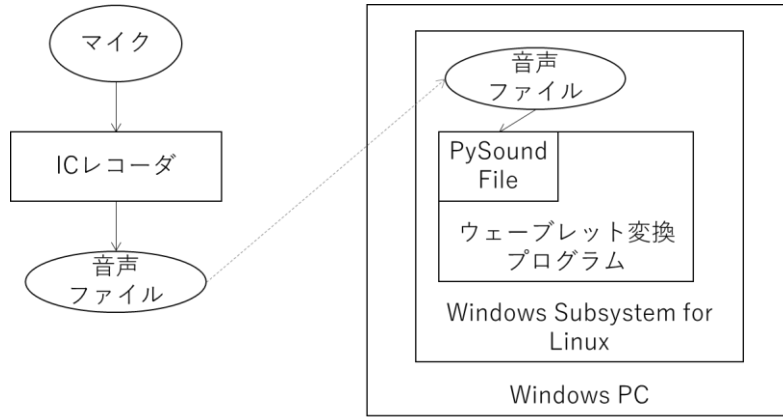 マイク
ICレコーダ
音声
ファイル
音声
ファイル
PySound
File
ウェーブレット変換
プログラム
Windows Subsystem for
Linux
Windows PC